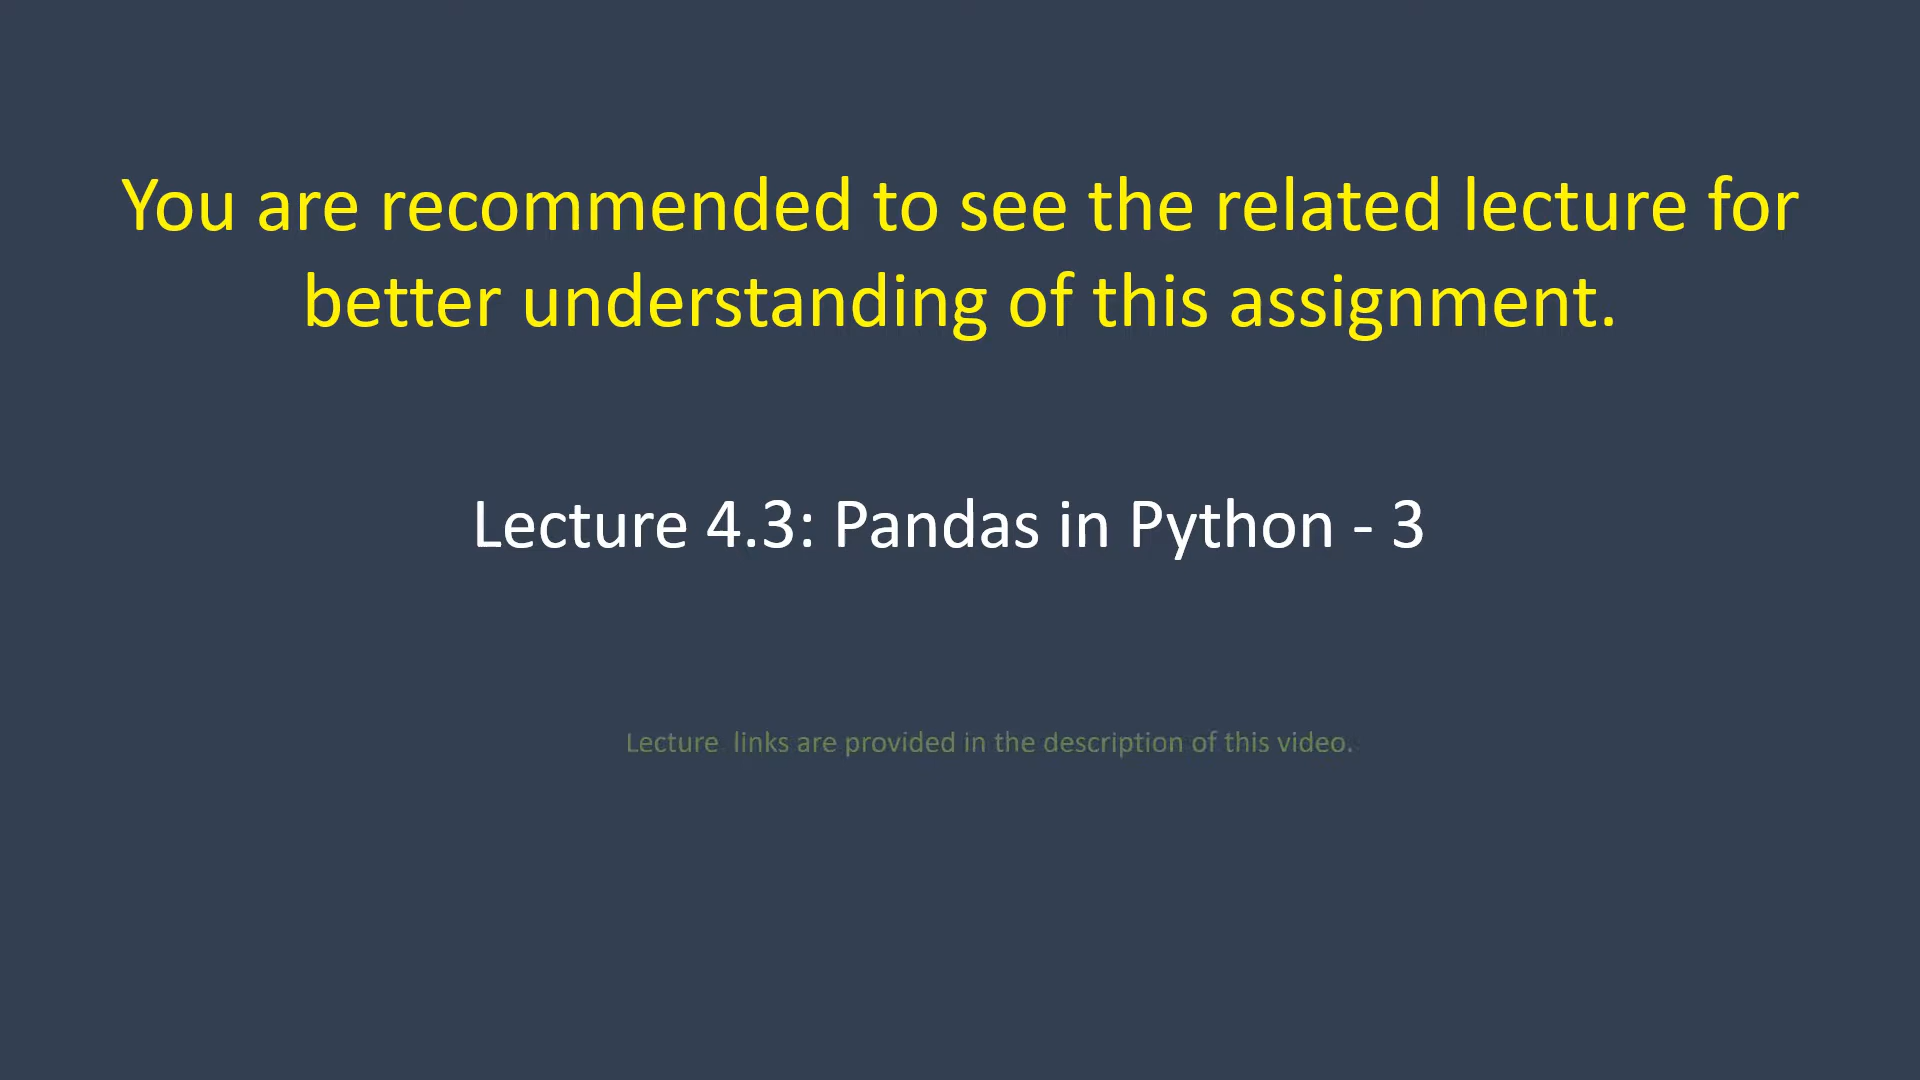 You are recommended to see the related lecture for
better understanding of this assignment.
Lecture 4.3: Pandas in Python - 3
Lecture  links are provided in the description of this video.